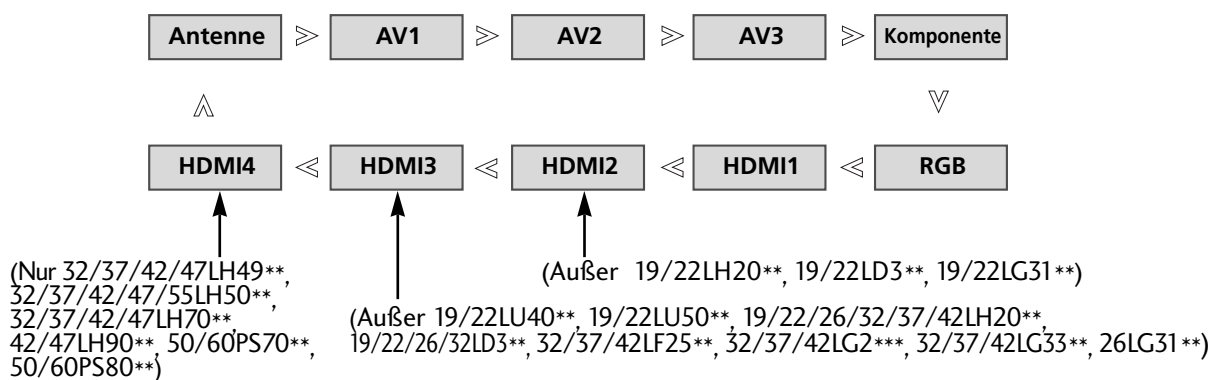 Antenne AV1 AV2 AV3 Komponente
HDMI4 HDMI3 HDMI2 HDMI1 RGB
(Nur 32/37/42/47LH49**,
32/37/42/47/55LH50**,
32/37/42/47LH70**,
42/47LH90**, 50/60PS70**,
50/60PS80**)
(Außer 19/22LH20**, 19/22LD3**, 19/22LG31**)
(Außer 19/22LU40**, 19/22LU50**, 19/22/26/32/37/42LH20**,
19/22/26/32LD3**, 32/37/42LF25**, 32/37/42LG2***, 32/37/42LG33**, 26LG31**)